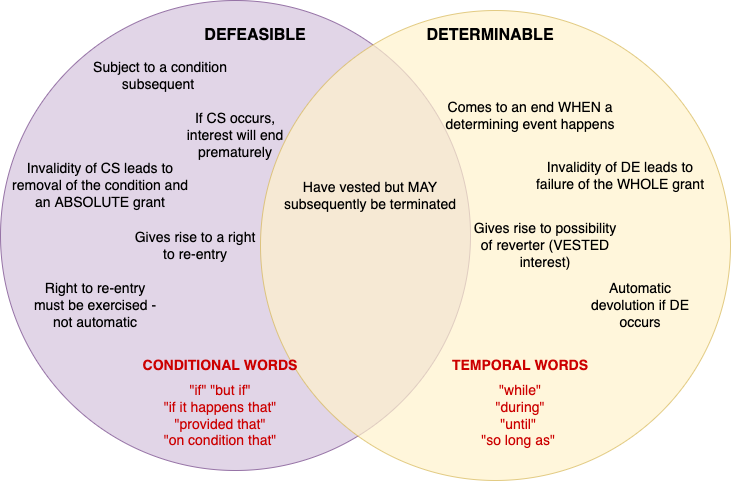 DEFEASIBLE
Subject to a condition
subsequent
If CS occurs,
interest will end
prematurely
Invalidity of CS leads to
removal of the condition and
an ABSOLUTE grant
Gives rise to a right
to re-entry
Right to re-entry
must be exercised -
not automatic
CONDITIONAL WORDS
"if" "but if"
"if it happens that"
"provided that"
"on condition that"
Have vested but MAY
subsequently be terminated
DETERMINABLE
Comes to an end WHEN a
determining event happens
Invalidity of DE leads to
failure of the WHOLE grant
Gives rise to possibility
of reverter (VESTED
interest)
Automatic
devolution if DE
occurs
TEMPORAL WORDS
"while"
"during"
"until"
"so long as"